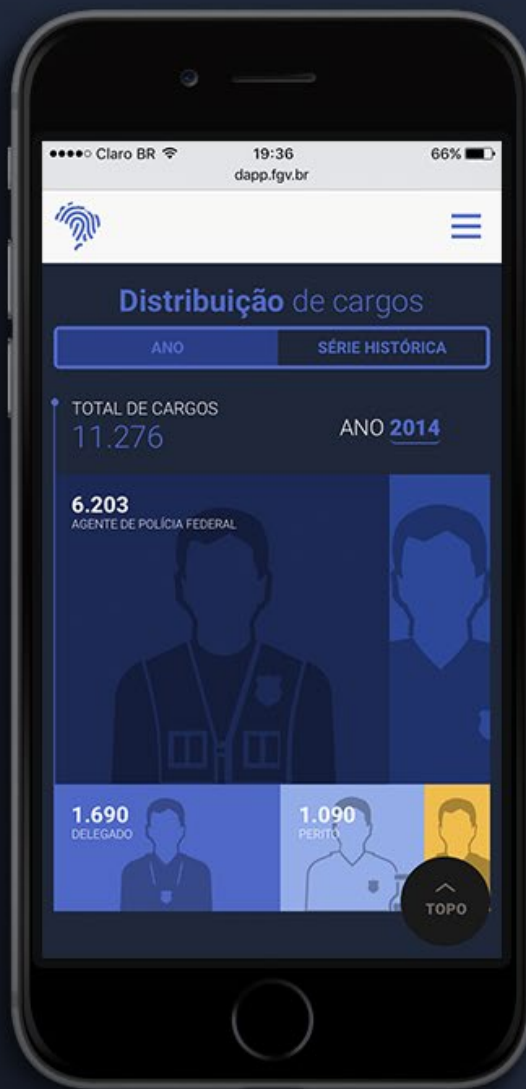 Claro BR
19:36
66%
dapp.fgv.br
Distribuição de cargos
ANO
SÉRIE HISTÓRICA
TOTAL DE CARGOS
11.276
ANO 2014
6.203
AGENTE DE POLÍCIA FEDERAL
1.690
DELEGADO
1.090
PERITO
TOPO